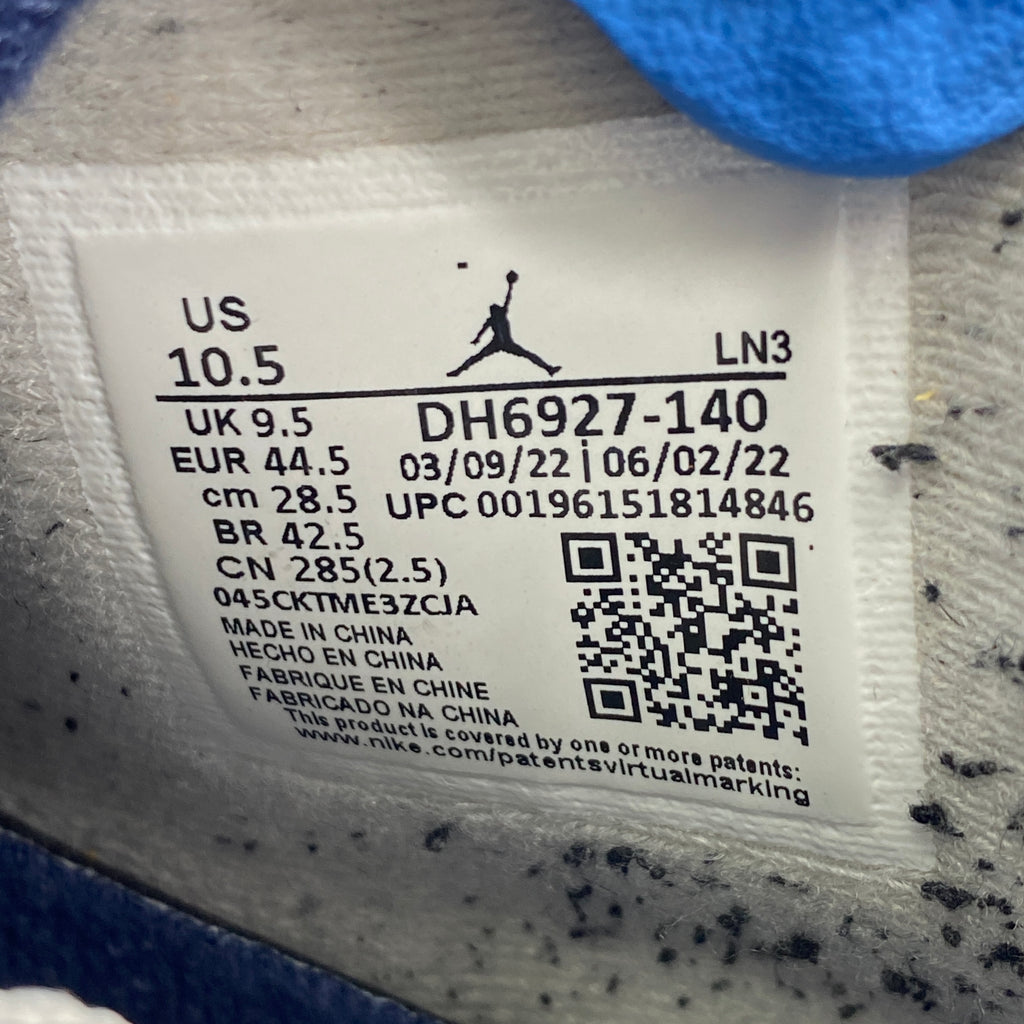 US
10.5
LN3
UK 9.5
DH6927-140
EUR 44.5
03/09/22 | 06/02/22
cm 28.5
UPC 00196151814846
BR 42.5
CN 285(2.5)
045CKTME3ZCJA
MADE IN CHINA
HECHO EN CHINA
FABRIQUE EN CHINE
FABRICADO NA CHINA
This product is covered by one or more patents:
www.nike.com/patentsvirtualmarking